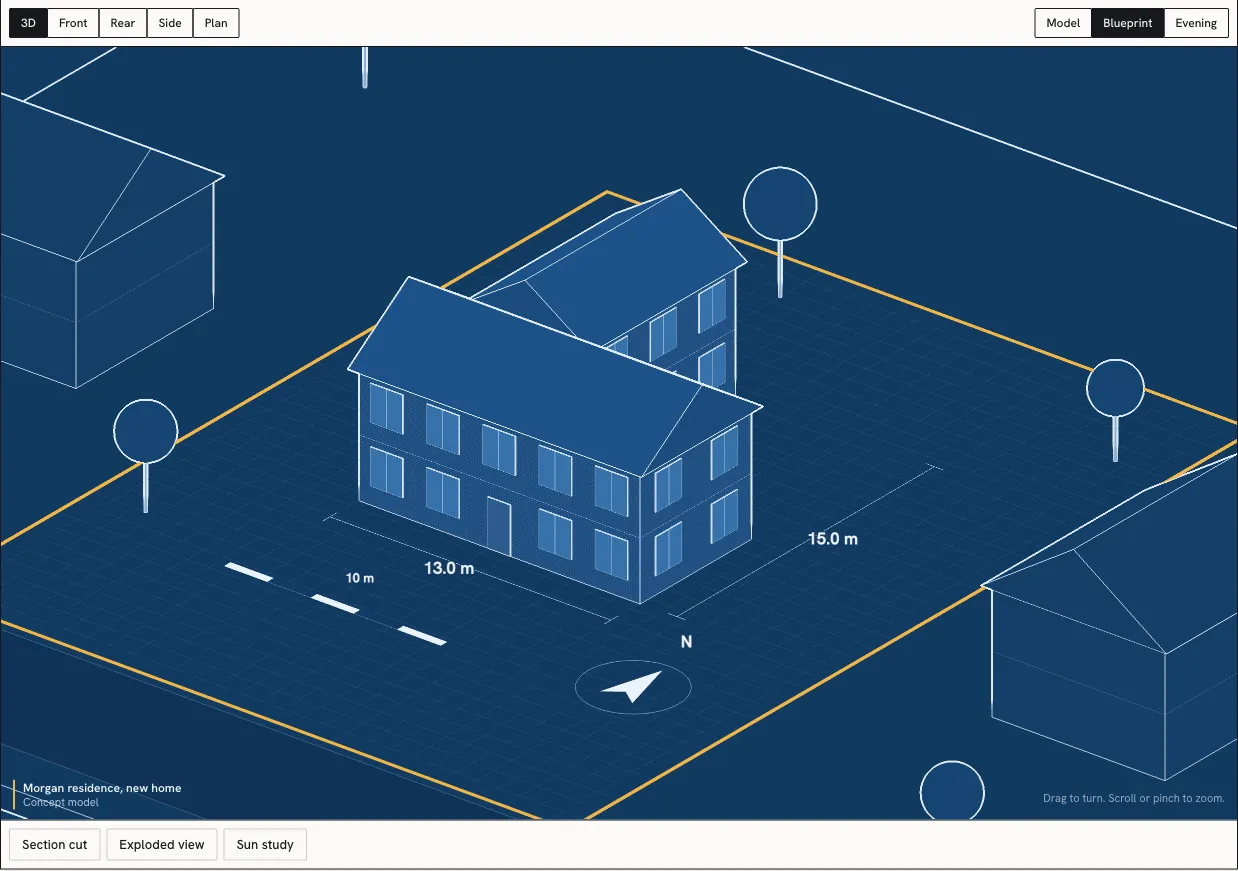 3D
Front
Rear
Side
Plan
Model
Blueprint
Evening
15.0 m
13.0 m
10 m
N
Morgan residence, new home
Concept model
Drag to turn. Scroll or pinch to zoom.
Section cut
Exploded view
Sun study